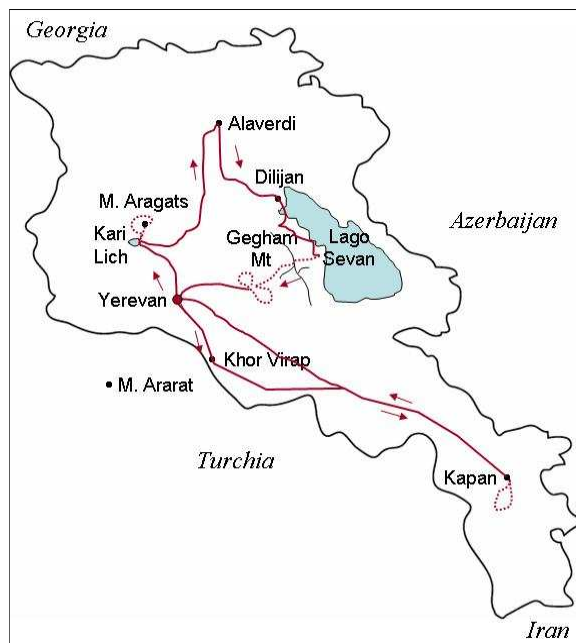 Georgia
Alaverdi
Dilijan
M. Aragats
Azerbaijan
Kari
Lich
Gegham
Mt
Lago
Sevan
Yerevan
Khor Virap
M. Ararat
Turchia
Kapan
Iran